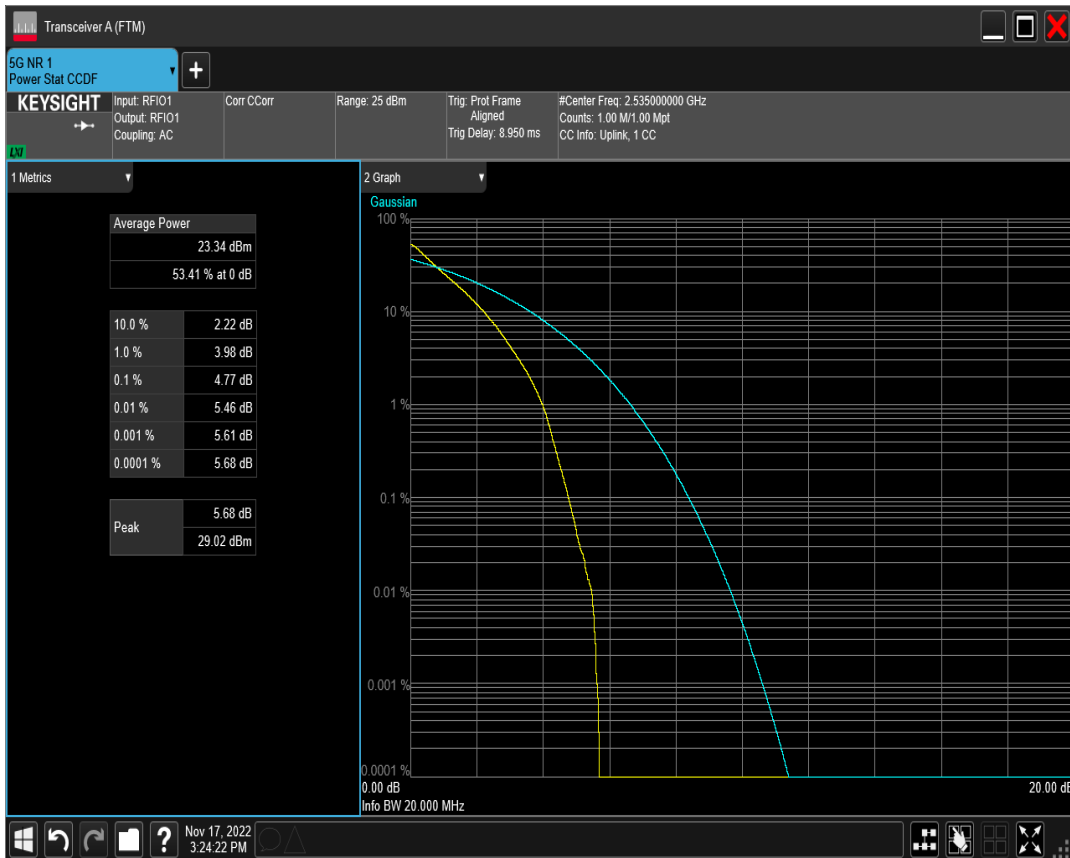 Transceiver A (FTM)
5G NR 1
Power Stat CCDF
+
KEYSIGHT
LXI
Input: RFIO1
Output: RFIO1
Coupling: AC
Corr CCorr
Range: 25 dBm
Trig: Prot Frame
Aligned
Trig Delay: 8.950 ms
#Center Freq: 2.535000000 GHz
Counts: 1.00 M/1.00 Mpt
CC Info: Uplink, 1 CC
1 Metrics
Average Power
23.34 dBm
53.41 % at 0 dB
10.0 % 2.22 dB
1.0 % 3.98 dB
0.1 % 4.77 dB
0.01 % 5.46 dB
0.001 % 5.61 dB
0.0001 % 5.68 dB
Peak
5.68 dB
29.02 dBm
2 Graph
Gaussian
100 %
10 %
1 %
0.1 %
0.01 %
0.001 %
0.0001 %
0.00 dB 20.00 dB
Info BW 20.000 MHz
?
Nov 17, 2022
3:24:22 PM